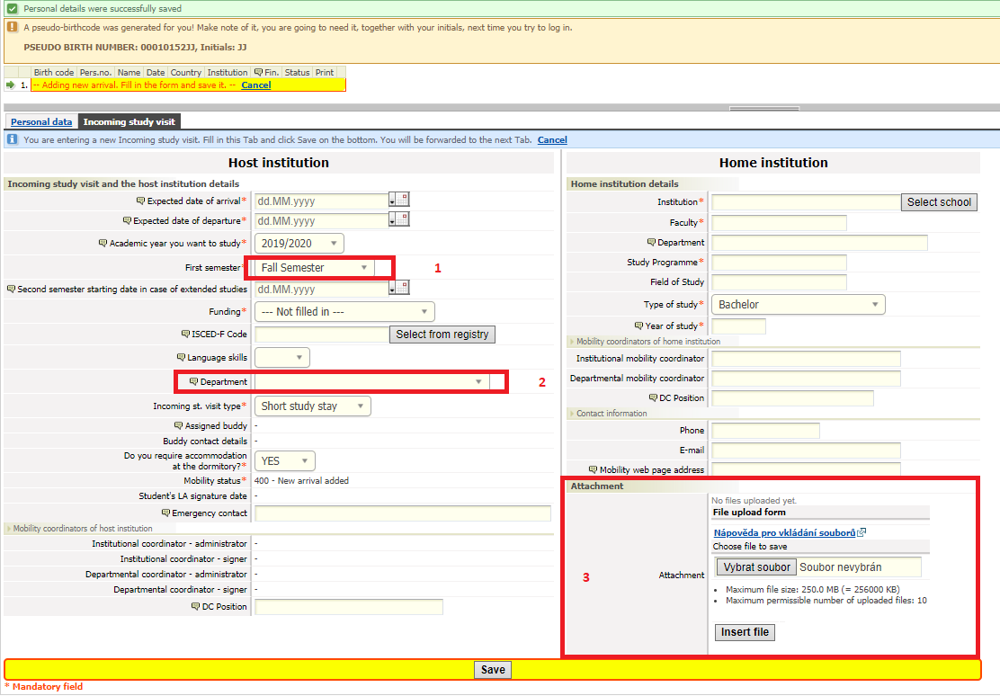 Personal details were successfully saved
A pseudo-birthcode was generated for you! Make note of it, you are going to need it, together with your initials, next time you try to log in.
PSEUDO BIRTH NUMBER: 00010152JJ, Initials: JJ
Birth code Pers.no. Name Date Country Institution Fin. Status Print
1. -- Adding new arrival. Fill in the form and save it. -- Cancel
Personal data Incoming study visit
You are entering a new Incoming study visit. Fill in this Tab and click Save on the bottom. You will be forwarded to the next Tab. Cancel
Host institution
Incoming study visit and the host institution details
Expected date of arrival* dd.MM.yyyy
Expected date of departure* dd.MM.yyyy
Academic year you want to study* 2019/2020
First semester* Fall Semester 1
Second semester starting date in case of extended studies dd.MM.yyyy
Funding* --- Not filled in ---
ISCED-F Code Select from registry
Language skills
Department 2
Incoming st. visit type* Short study stay
Assigned buddy -
Buddy contact details -
Do you require accommodation
at the dormitory?* YES
Mobility status* 400 - New arrival added
Student's LA signature date -
Emergency contact
Mobility coordinators of host institution
Institutional coordinator - administrator -
Institutional coordinator - signer -
Departmental coordinator - administrator -
Departmental coordinator - signer -
DC Position
Home institution
Home institution details
Institution* Select school
Faculty*
Department
Study Programme*
Field of Study
Type of study* Bachelor
Year of study*
Mobility coordinators of home institution
Institutional mobility coordinator
Departmental mobility coordinator
DC Position
Contact information
Phone
E-mail
Mobility web page address
Attachment
No files uploaded yet.
File upload form
Nápověda pro vkládání souborů
Choose file to save
Vybrat soubor Soubor nevybrán
3 Attachment
• Maximum file size: 250.0 MB (= 256000 KB)
• Maximum permissible number of uploaded files: 10
Insert file
Save
* Mandatory field